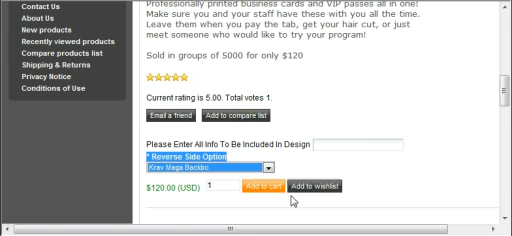 Contact Us
About Us
New products
Recently viewed products
Compare products list
Shipping & Returns
Privacy Notice
Conditions of Use
Professionally printed business cards and VIP passes all in one!
Make sure you and your staff have these with you all the time.
Leave them when you pay the tab, get your hair cut, or just
meet someone who would like to try your program!
Sold in groups of 5000 for only $120
Current rating is 5.00. Total votes 1.
Email a friend Add to compare list
Please Enter All Info To Be Included In Design
* Reverse Side Option
Krav Maga Backbc
$120.00 (USD) 1 Add to cart Add to wishlist